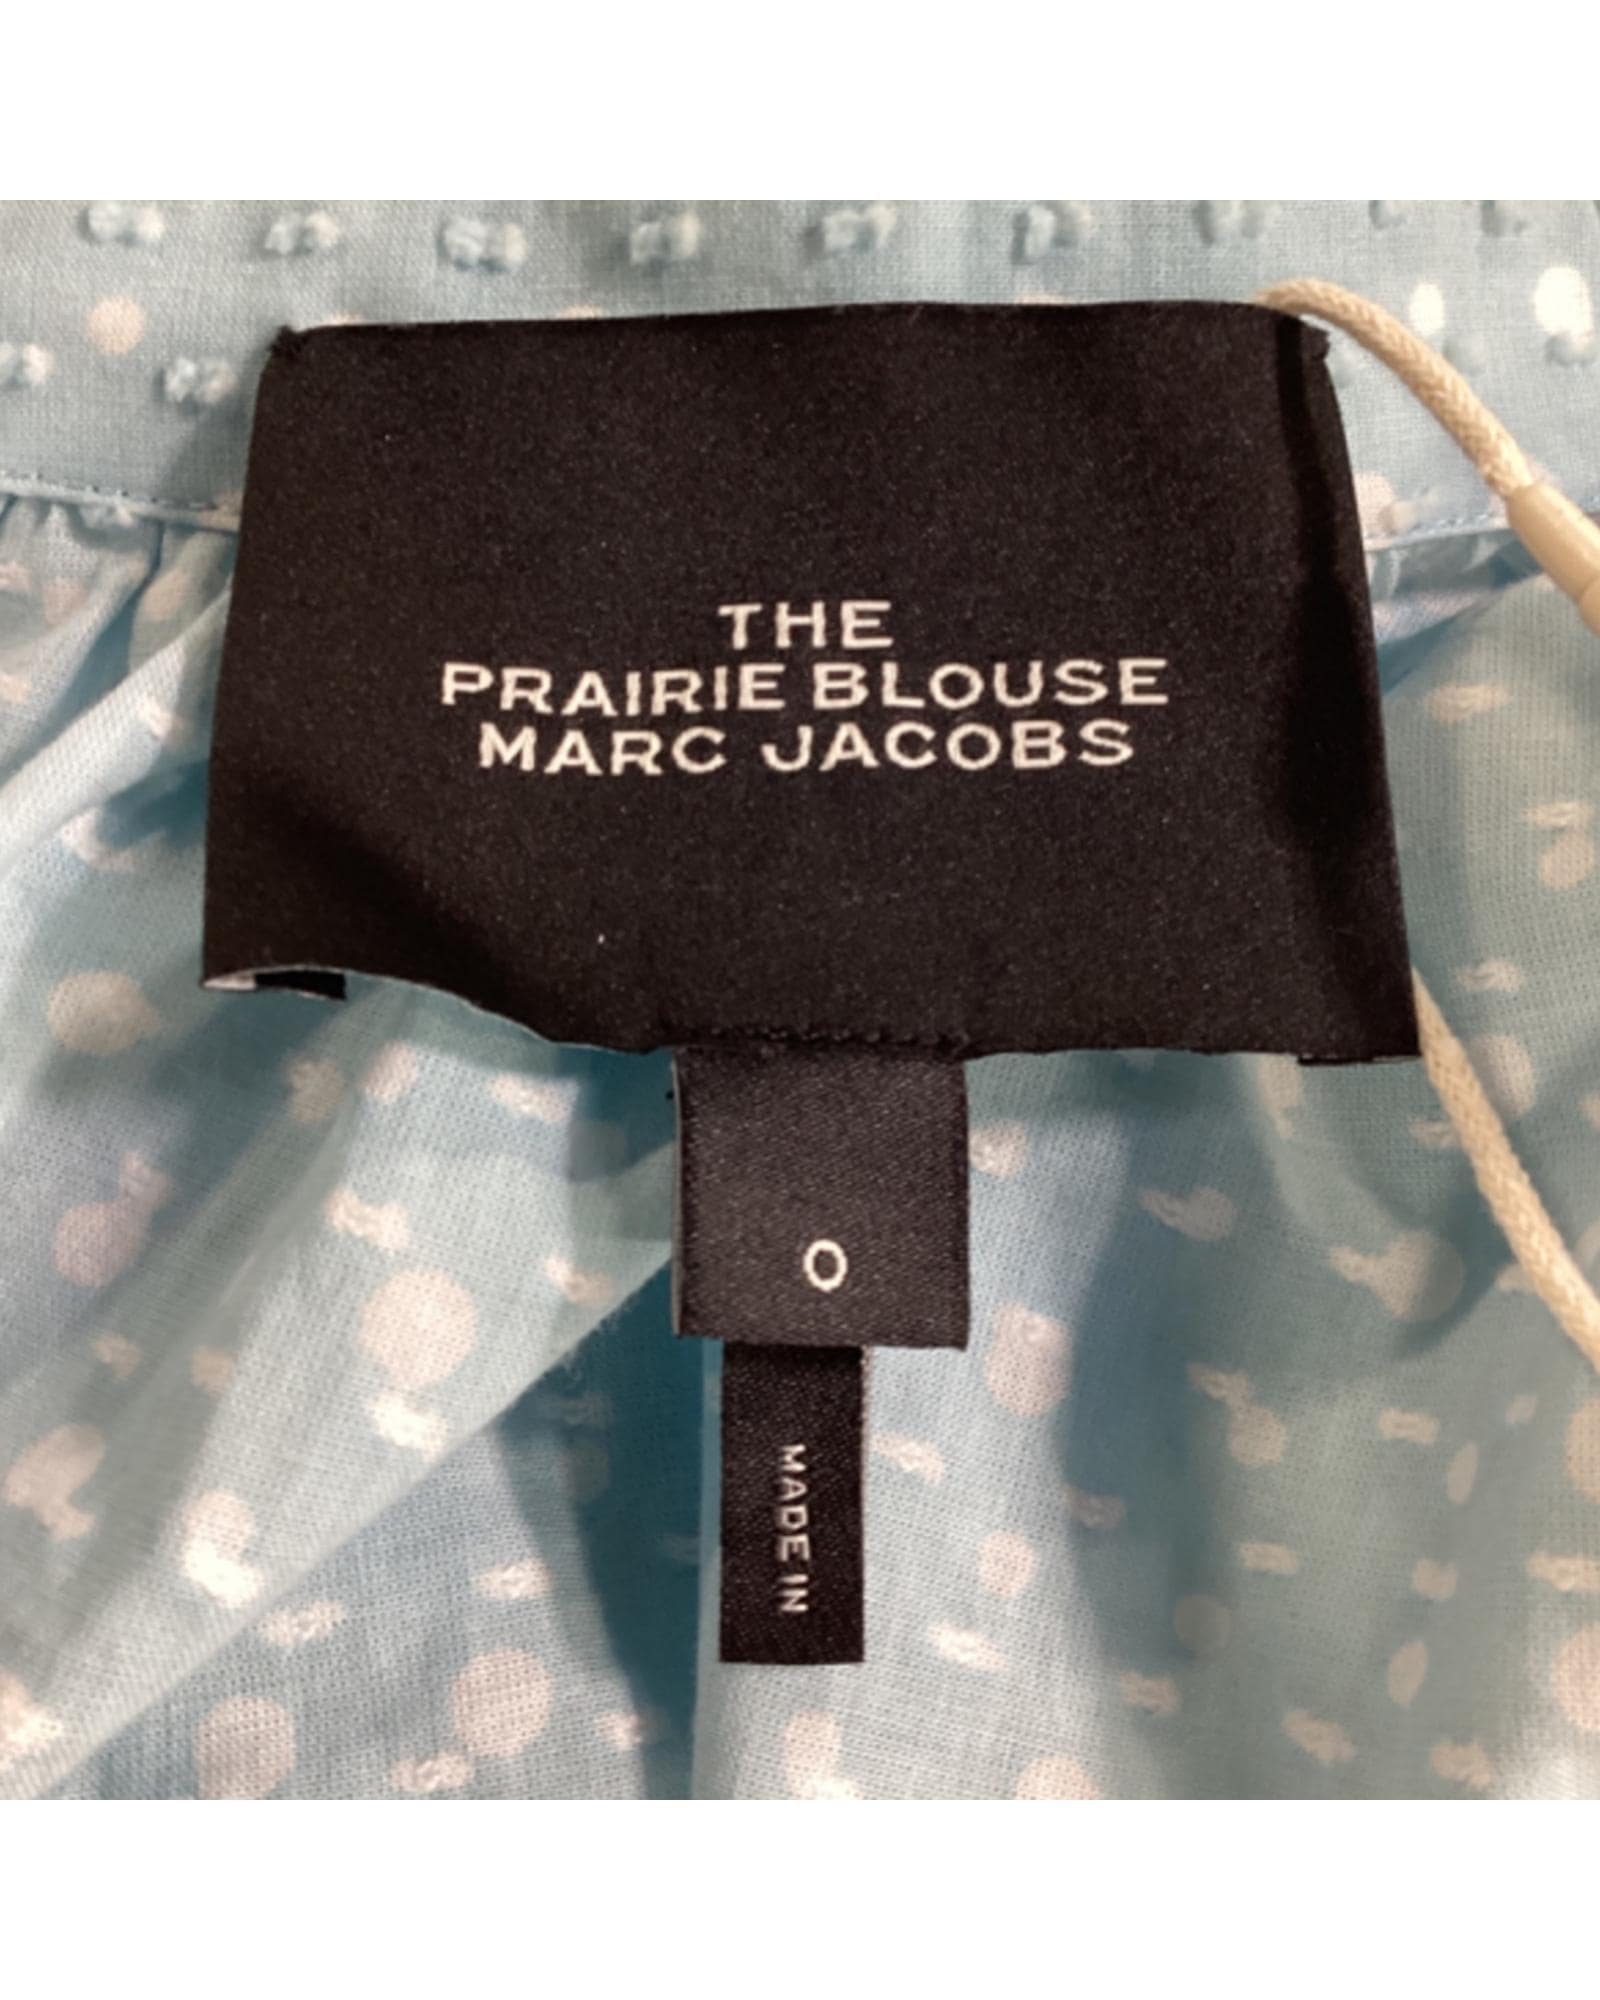 THE
PRAIRIE BLOUSE
MARC JACOBS
0
MADE IN